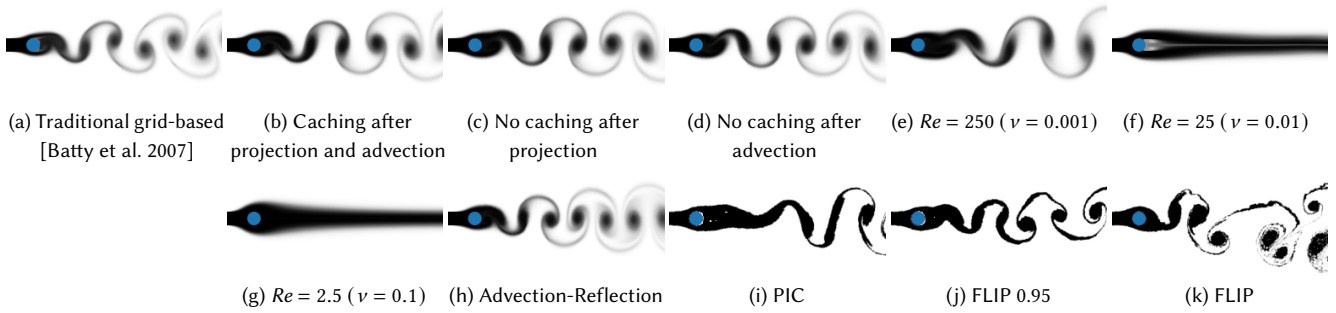 (a) Traditional grid-based
[Batty et al. 2007]
(b) Caching after
projection and advection
(c) No caching after
projection
(d) No caching after
advection
(e) Re = 250 ( ν = 0.001)
(f) Re = 25 ( ν = 0.01)
(g) Re = 2.5 ( ν = 0.1)
(h) Advection-Reflection
(i) PIC
(j) FLIP 0.95
(k) FLIP